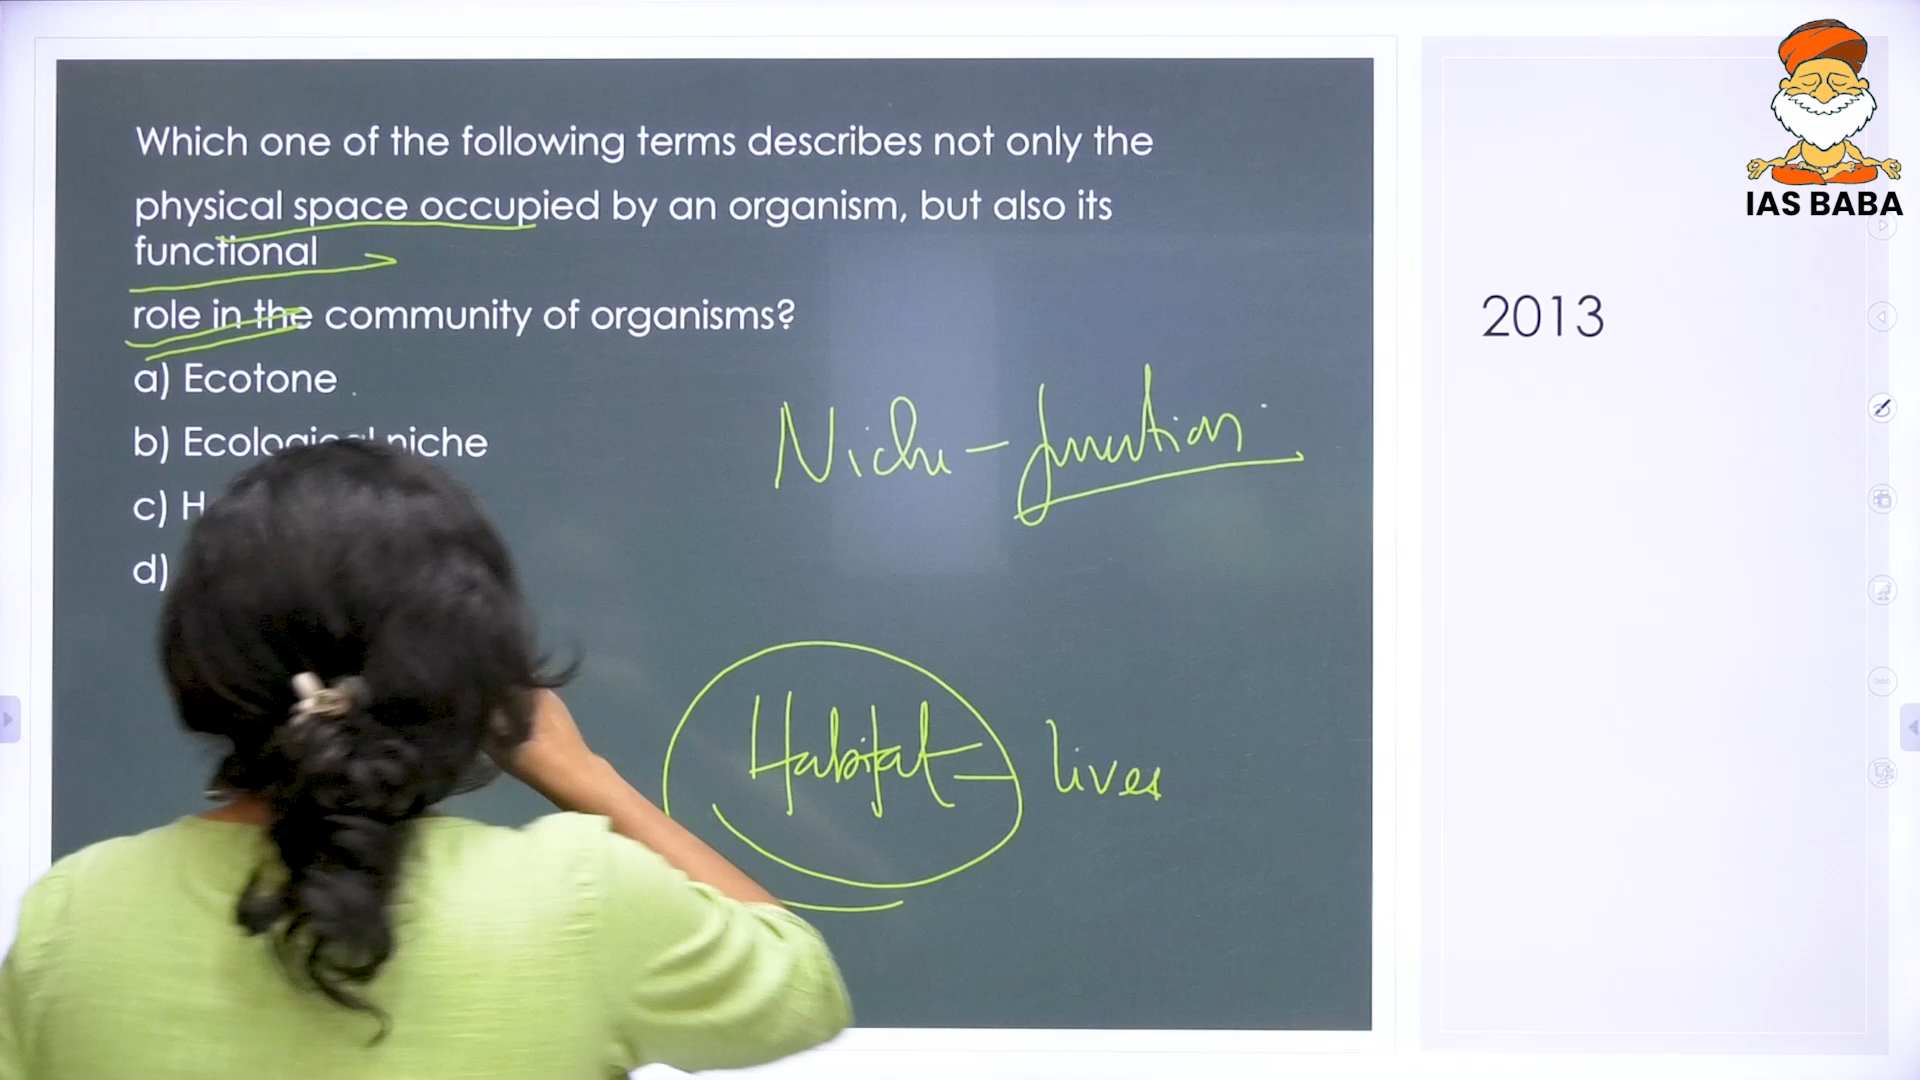 Which one of the following terms describes not only the
physical space occupied by an organism, but also its
functional
role in the community of organisms?
a) Ecotone
b) Ecological niche
c) H
d)
Niche - function
Habitat - lives
2013
IAS BABA